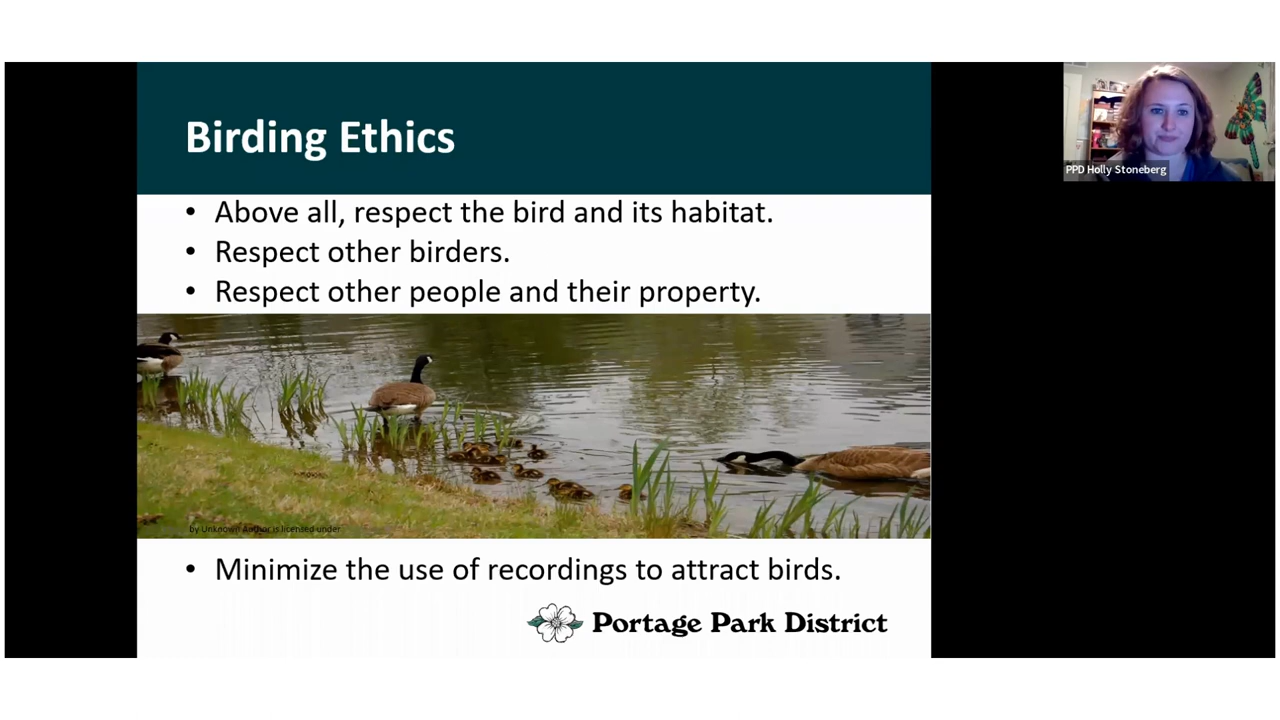 Birding Ethics
PPD Holly Stoneberg
• Above all, respect the bird and its habitat.
• Respect other birders.
• Respect other people and their property.
by Unknown Author is licensed under
• Minimize the use of recordings to attract birds.
Portage Park District